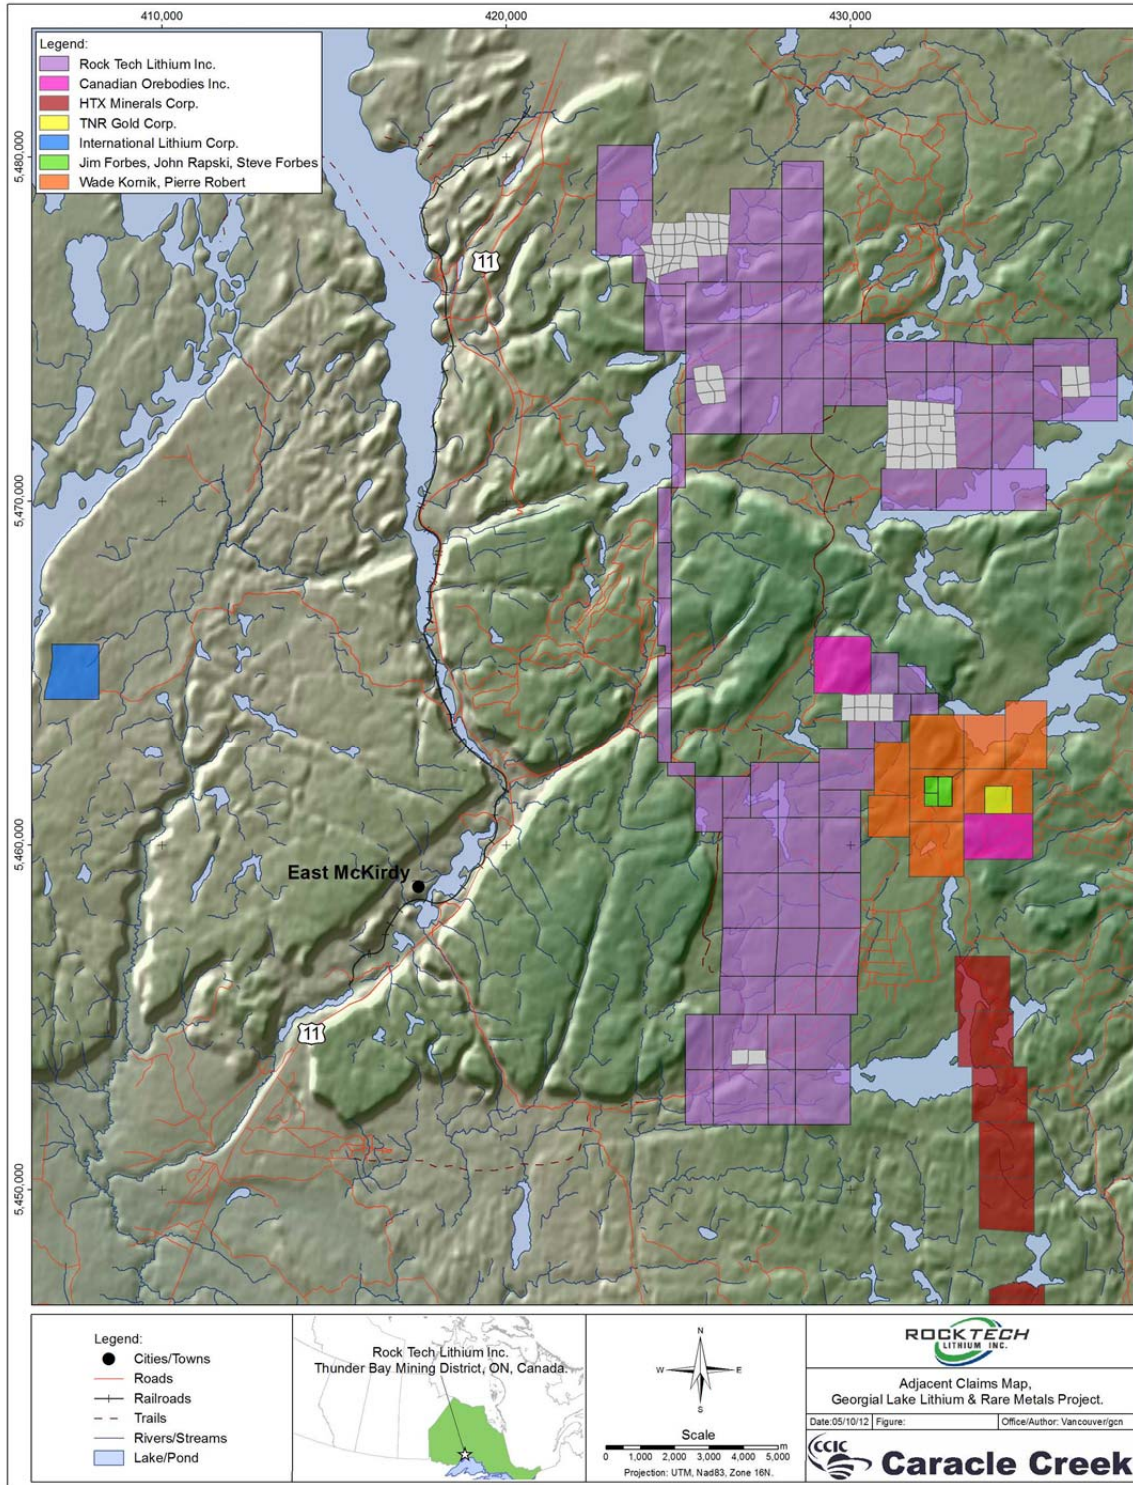 410,000
420,000
430,000
Legend:
Rock Tech Lithium Inc.
Canadian Orebodies Inc.
HTX Minerals Corp.
TNR Gold Corp.
International Lithium Corp.
Jim Forbes, John Rapski, Steve Forbes
Wade Kornik, Pierre Robert
5,480,000
11
5,470,000
5,460,000
East McKirdy
11
5,450,000
Legend:
Cities/Towns
Roads
Railroads
Trails
Rivers/Streams
Lake/Pond
Rock Tech Lithium Inc.
Thunder Bay Mining District, ON, Canada.
N
W
E
S
Scale
0 1,000 2,000 3,000 4,000 5,000 m
Projection: UTM, Nad83, Zone 16N.
ROCKTECH
LITHIUM INC.
Adjacent Claims Map,
Georgial Lake Lithium & Rare Metals Project.
Date:05/10/12 Figure: Office/Author: Vancouver/gcn
CCIC
Caracle Creek